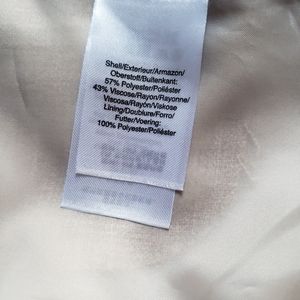 Shell/Exterieur/Armazon/
Oberstoff/Buitenkant:
57% Polyester/Poliéster
43% Viscose/Rayon/Rayonne/
Viscosa/Rayón/Viskose
Lining/Doublure/Forro/
Futter/Voering:
100% Polyester/Poliéster